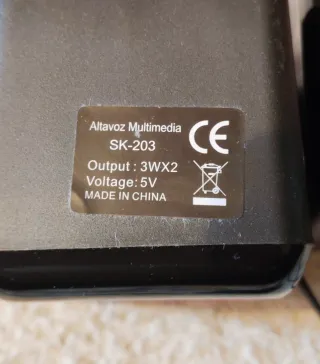 Altavoz Multimedia
SK-203
Output : 3WX2
Voltage: 5V
MADE IN CHINA
CE